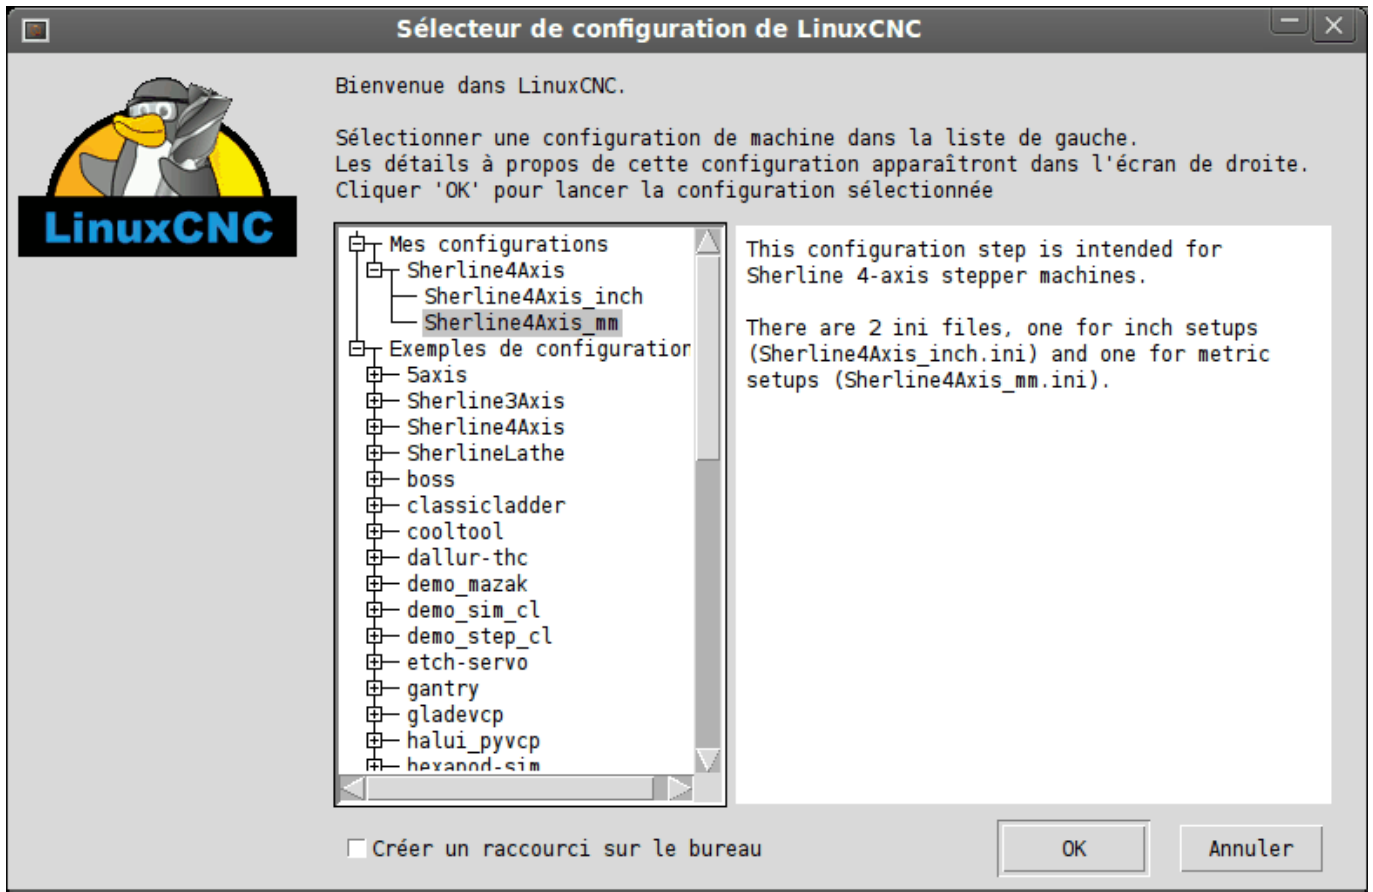 Sélecteur de configuration de LinuxCNC
LinuxCNC
Bienvenue dans LinuxCNC.
Sélectionner une configuration de machine dans la liste de gauche.
Les détails à propos de cette configuration apparaîtront dans l'écran de droite.
Cliquer 'OK' pour lancer la configuration sélectionnée
Mes configurations
Sherline4Axis
Sherline4Axis_inch
Sherline4Axis_mm
Exemples de configuration
5axis
Sherline3Axis
Sherline4Axis
SherlineLathe
boss
classicladder
cooltool
dallur-thc
demo_mazak
demo_sim_cl
demo_step_cl
etch-servo
gantry
gladevcp
halui_pyvcp
hexapod-sim
This configuration step is intended for
Sherline 4-axis stepper machines.
There are 2 ini files, one for inch setups
(Sherline4Axis_inch.ini) and one for metric
setups (Sherline4Axis_mm.ini).
Créer un raccourci sur le bureau
OK
Annuler